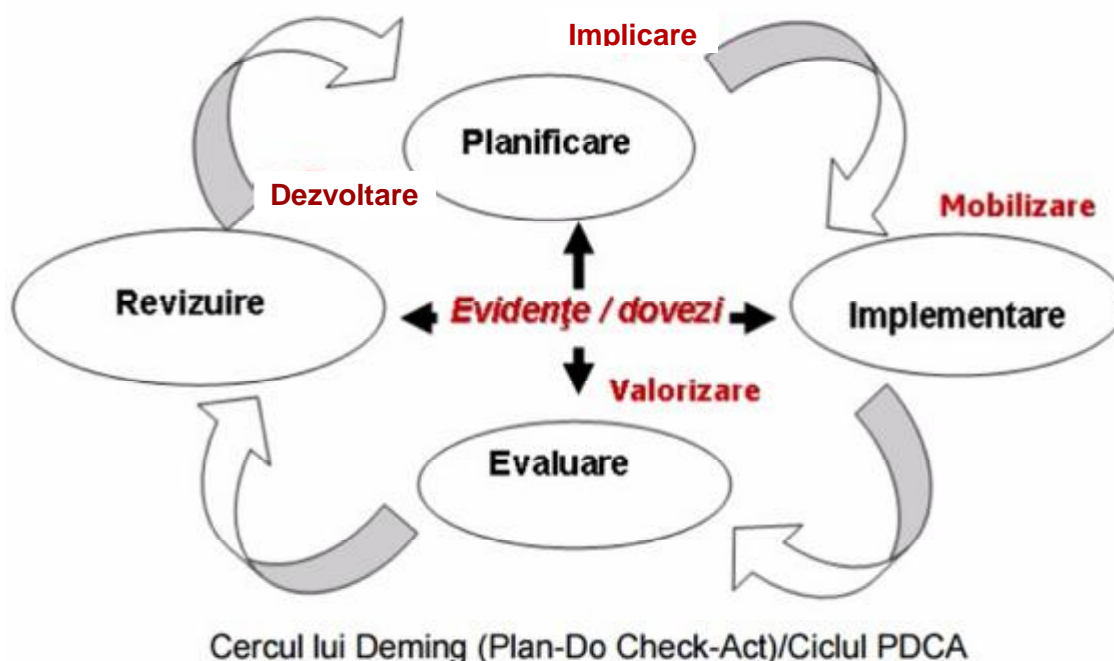 Implicare
Planificare
Dezvoltare
Mobilizare
Revizuire
Evidenţe / dovezi
Implementare
Valorizare
Evaluare
Cercul lui Deming (Plan-Do Check-Act)/Ciclul PDCA